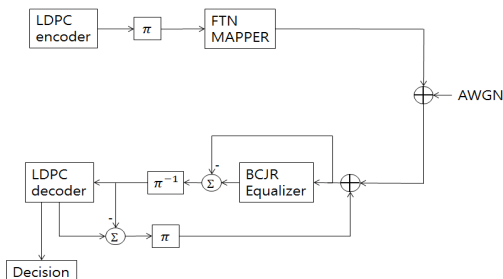 LDPC
encoder
π
FTN
MAPPER
AWGN
LDPC
decoder
π⁻¹
-
Σ
BCJR
Equalizer
-
Σ
π
Decision